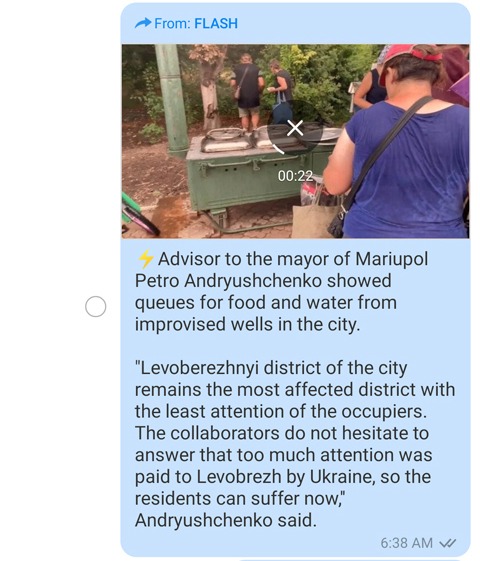 From: FLASH
00:22
⚡Advisor to the mayor of Mariupol
Petro Andryushchenko showed
queues for food and water from
improvised wells in the city.
"Levoberezhnyi district of the city
remains the most affected district with
the least attention of the occupiers.
The collaborators do not hesitate to
answer that too much attention was
paid to Levobrezh by Ukraine, so the
residents can suffer now,"
Andryushchenko said.
6:38 AM